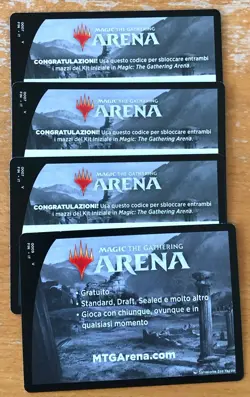 MAGIC THE GATHERING
ARENA
CONGRATULAZIONI! Usa questo codice per sbloccare entrambi
i mazzi del Kit Iniziale in Magic: The Gathering Arena.
MAGIC THE GATHERING
ARENA
CONGRATULAZIONI! Usa questo codice per sbloccare entrambi
i mazzi del Kit Iniziale in Magic: The Gathering Arena.
MAGIC THE GATHERING
ARENA
CONGRATULAZIONI! Usa questo codice per sbloccare entrambi
i mazzi del Kit Iniziale in Magic: The Gathering Arena.
MAGIC THE GATHERING
ARENA
• Gratuito
• Standard, Draft, Sealed e molto altro
• Gioca con chiunque, ovunque e in
qualsiasi momento
MTGArena.com